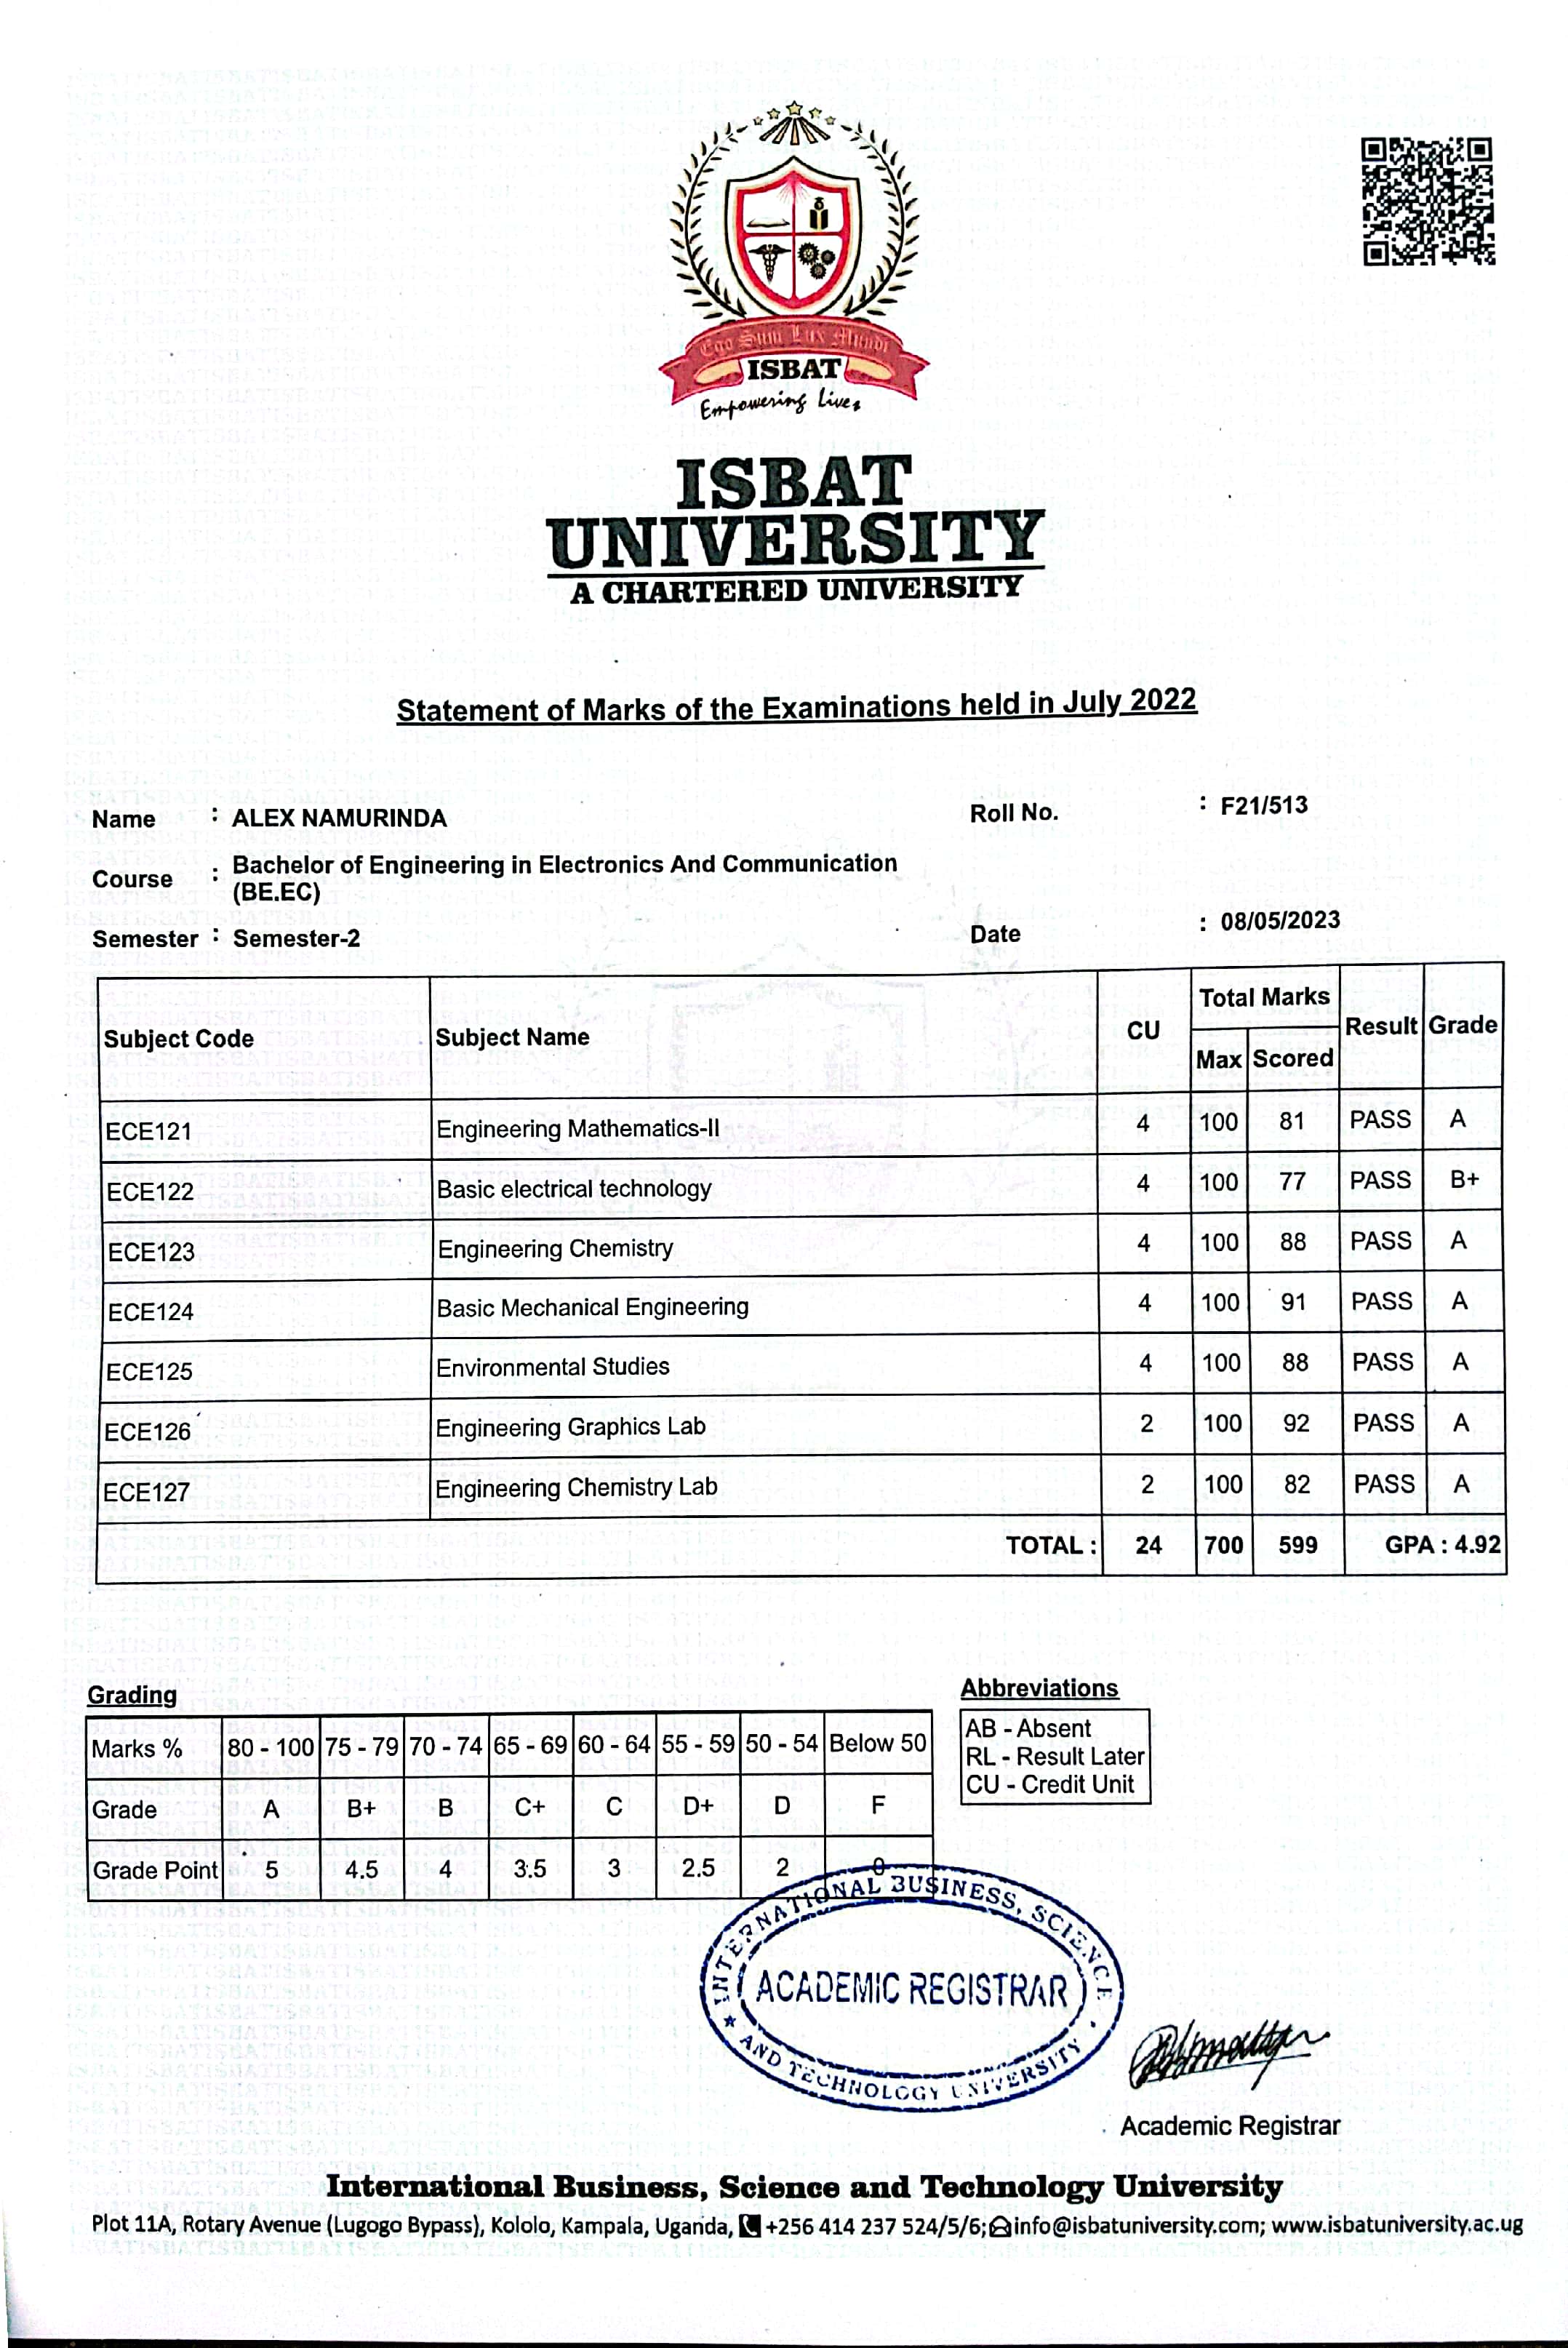 Ego Sum Lux Mundi
ISBAT
Empowering Lives
ISBAT
UNIVERSITY
A CHARTERED UNIVERSITY
Statement of Marks of the Examinations held in July 2022
Name : ALEX NAMURINDA Roll No. : F21/513
Course : Bachelor of Engineering in Electronics And Communication
(BE.EC)
Semester : Semester-2 Date : 08/05/2023
Subject Code Subject Name CU Total Marks Result Grade
Max Scored
ECE121 Engineering Mathematics-II 4 100 81 PASS A
ECE122 Basic electrical technology 4 100 77 PASS B+
ECE123 Engineering Chemistry 4 100 88 PASS A
ECE124 Basic Mechanical Engineering 4 100 91 PASS A
ECE125 Environmental Studies 4 100 88 PASS A
ECE126 Engineering Graphics Lab 2 100 92 PASS A
ECE127 Engineering Chemistry Lab 2 100 82 PASS A
TOTAL : 24 700 599 GPA : 4.92
Grading
Marks % 80 - 100 75 - 79 70 - 74 65 - 69 60 - 64 55 - 59 50 - 54 Below 50
Grade A B+ B C+ C D+ D F
Grade Point 5 4.5 4 3.5 3 2.5 2 0
Abbreviations
AB - Absent
RL - Result Later
CU - Credit Unit
INTERNATIONAL BUSINESS, SCIENCE
ACADEMIC REGISTRAR
AND TECHNOLOGY UNIVERSITY
Academic Registrar
International Business, Science and Technology University
Plot 11A, Rotary Avenue (Lugogo Bypass), Kololo, Kampala, Uganda, +256 414 237 524/5/6; info@isbatuniversity.com; www.isbatuniversity.ac.ug